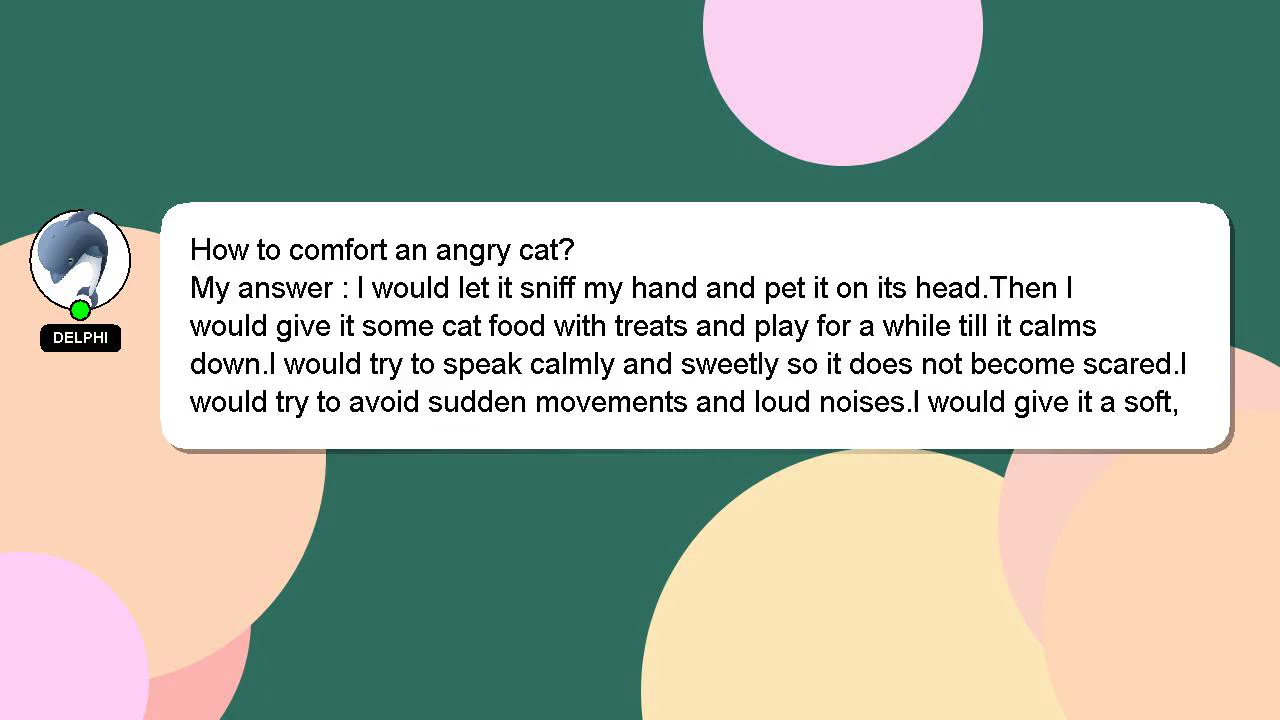 How to comfort an angry cat?
My answer : I would let it sniff my hand and pet it on its head.Then I
would give it some cat food with treats and play for a while till it calms
down.I would try to speak calmly and sweetly so it does not become scared.I
would try to avoid sudden movements and loud noises.I would give it a soft,
DELPHI